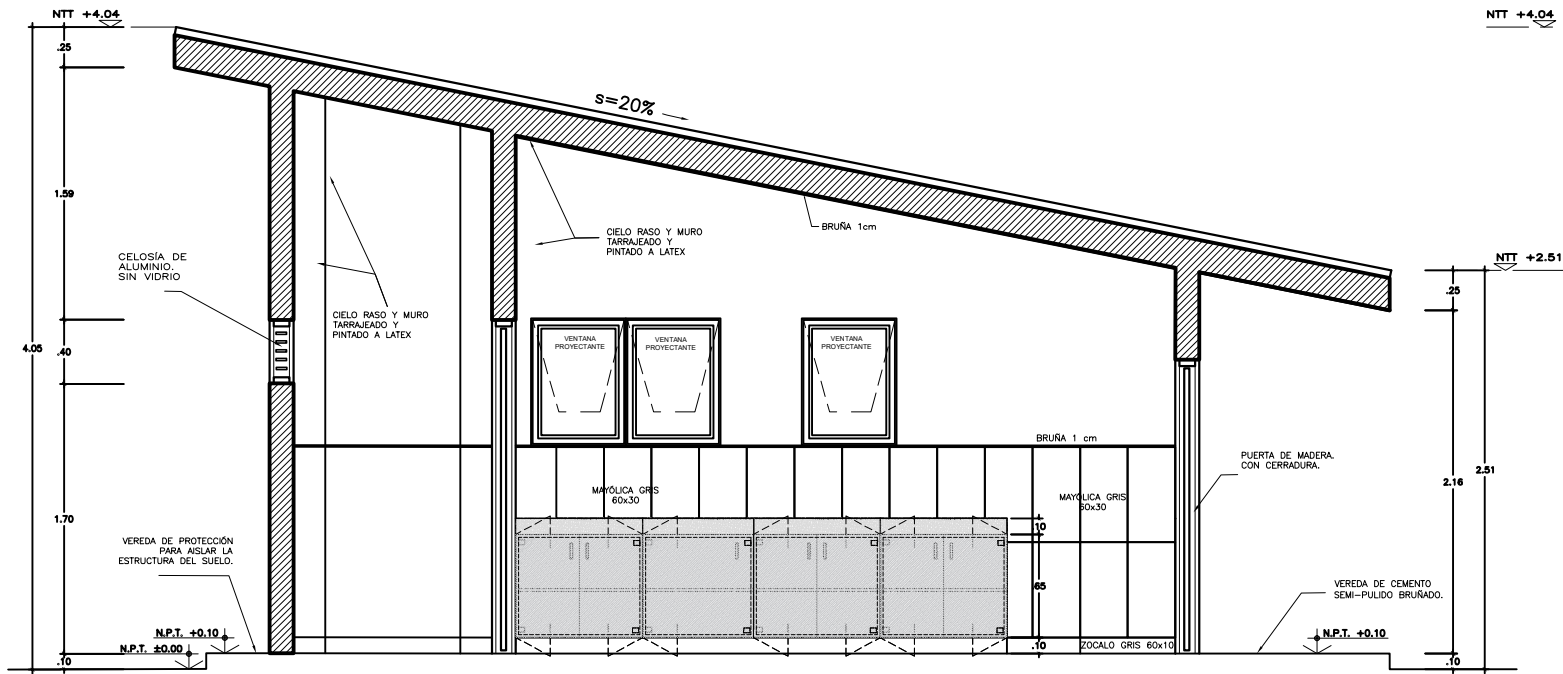 NTT +4.04
NTT +4.04
.25
s=20%
1.59
BRUÑA 1cm
CIELO RASO Y MURO
TARRAJEADO Y
PINTADO A LATEX
CELOSÍA DE
ALUMINIO.
SIN VIDRIO
NTT +2.51
.25
CIELO RASO Y MURO
TARRAJEADO Y
PINTADO A LATEX
4.05
.40
VENTANA
PROYECTANTE
VENTANA
PROYECTANTE
VENTANA
PROYECTANTE
BRUÑA 1 cm
PUERTA DE MADERA.
CON CERRADURA.
2.51
2.16
MAYÓLICA GRIS
60x30
MAYÓLICA GRIS
60x30
1.70
.10
VEREDA DE PROTECCIÓN
PARA AISLAR LA
ESTRUCTURA DEL SUELO.
.65
VEREDA DE CEMENTO
SEMI-PULIDO BRUÑADO.
N.P.T. +0.10
N.P.T. +0.10
N.P.T. ±0.00
.10
ZOCALO GRIS 60x10
.10
.10